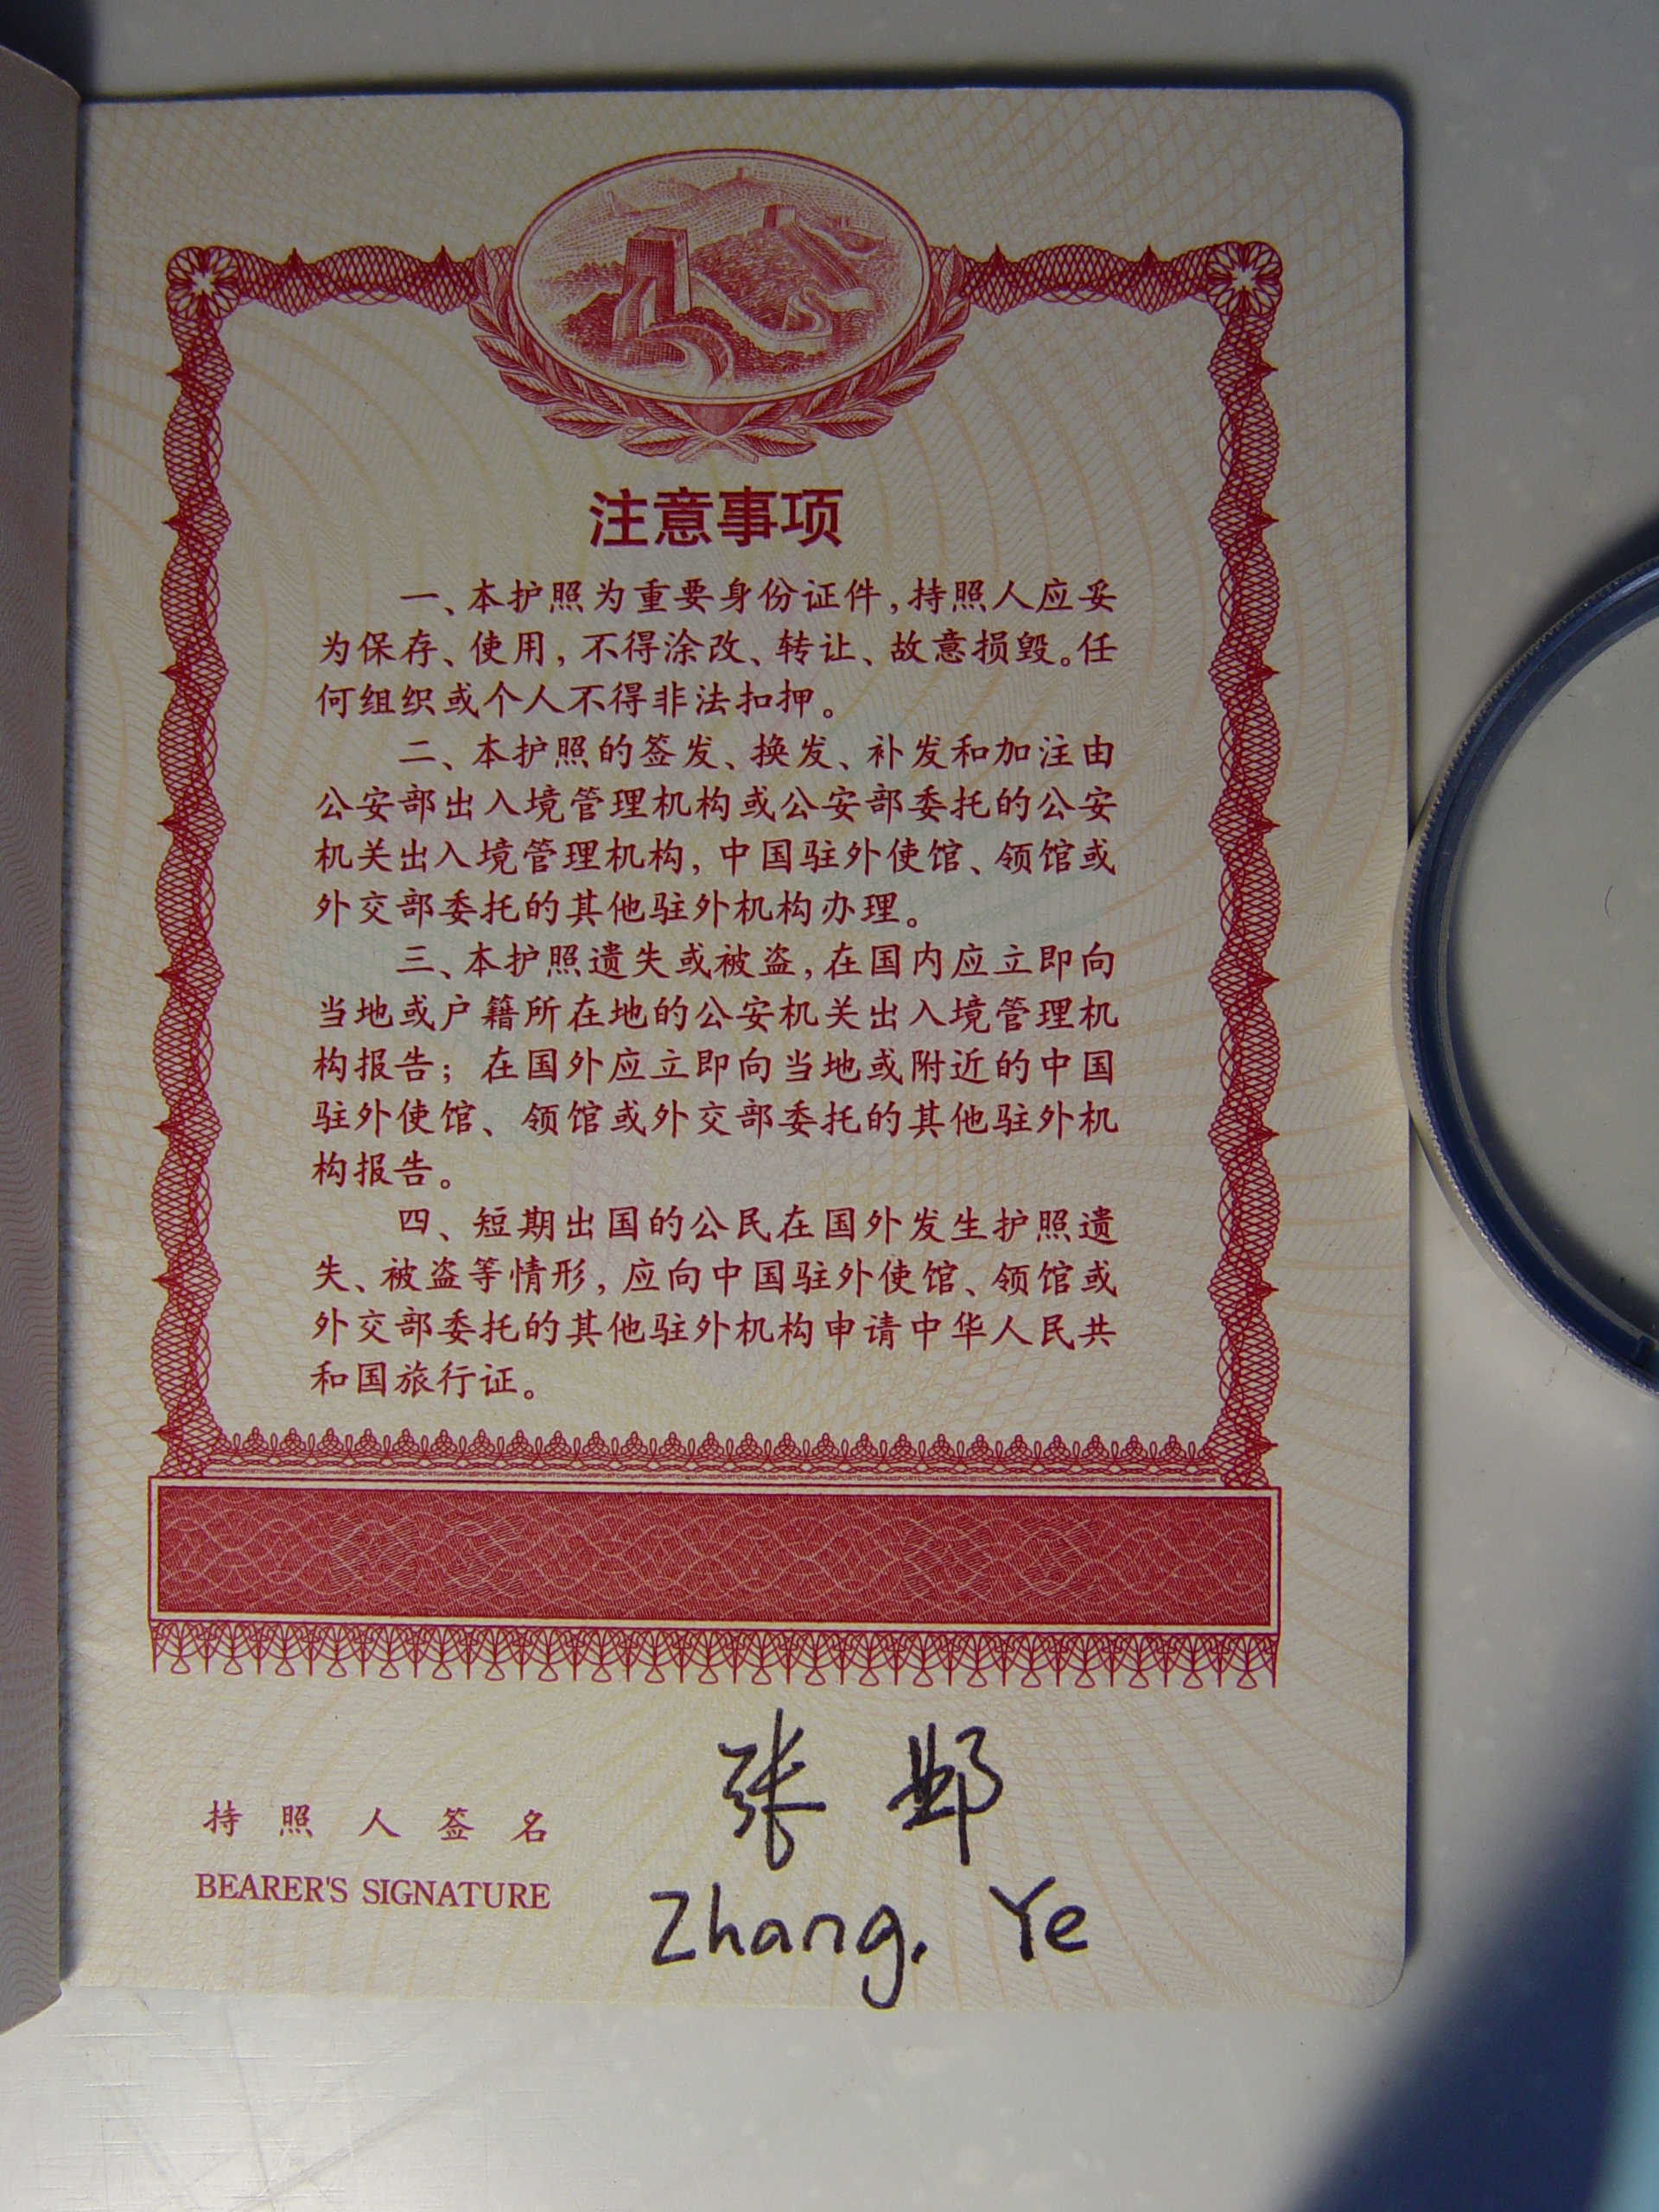 注意事项
一、本护照为重要身份证件,持照人应妥
为保存、使用,不得涂改、转让、故意损毁。任
何组织或个人不得非法扣押。
二、本护照的签发、换发、补发和加注由
公安部出入境管理机构或公安部委托的公安
机关出入境管理机构,中国驻外使馆、领馆或
外交部委托的其他驻外机构办理。
三、本护照遗失或被盗,在国内应立即向
当地或户籍所在地的公安机关出入境管理机
构报告;在国外应立即向当地或附近的中国
驻外使馆、领馆或外交部委托的其他驻外机
构报告。
四、短期出国的公民在国外发生护照遗
失、被盗等情形,应向中国驻外使馆、领馆或
外交部委托的其他驻外机构申请中华人民共
和国旅行证。
张 邺
持照人签名
BEARER'S SIGNATURE
Zhang. Ye